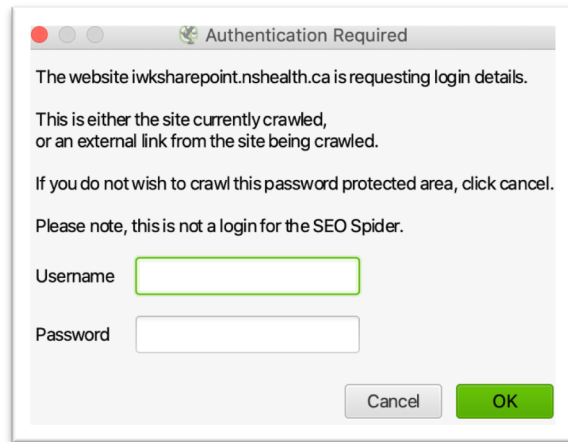 Authentication Required
The website iwksharepoint.nshealth.ca is requesting login details.
This is either the site currently crawled,
or an external link from the site being crawled.
If you do not wish to crawl this password protected area, click cancel.
Please note, this is not a login for the SEO Spider.
Username
Password
Cancel OK